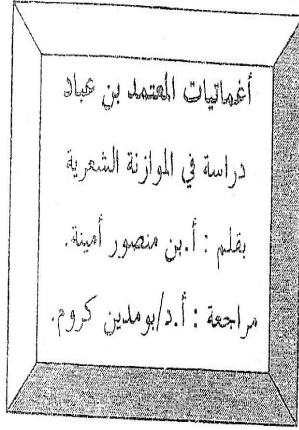 أغماتيات المعتمد بن عباد
دراسة في الموازنة الشعرية
بقلم : أ.بن منصور أمينة.
مراجعة : أ.د/بومدين كروم.